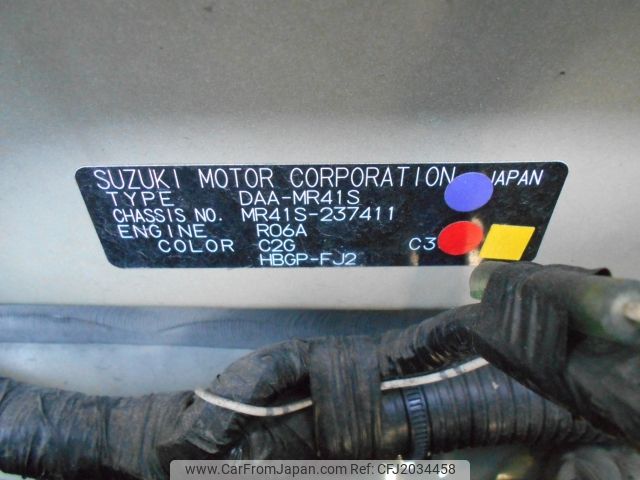 SUZUKI MOTOR CORPORATION JAPAN
TYPE DAA-MR41S
CHASSIS NO. MR41S-237411
ENGINE R06A
COLOR C2G C3
HBGP-FJ2
www.CarFromJapan.com CFJ2034458